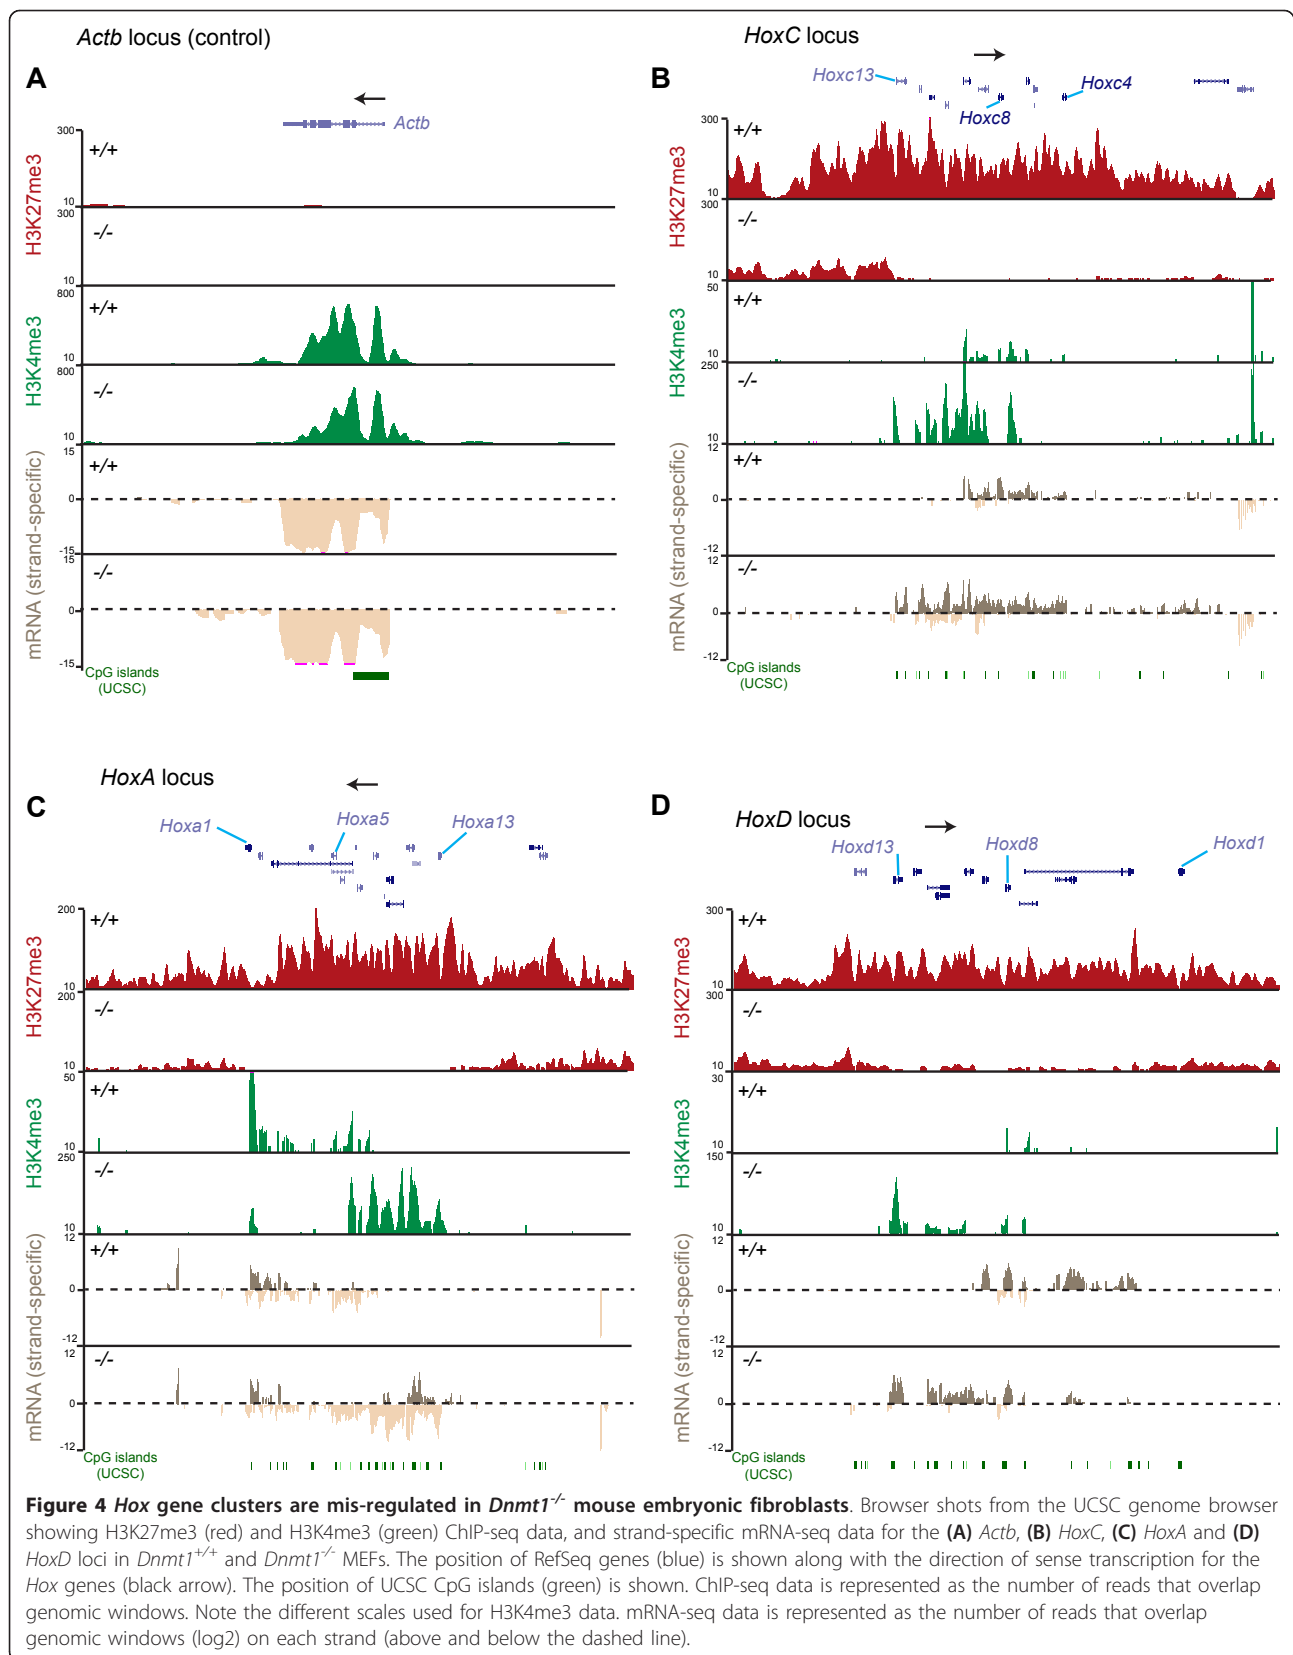 Actb locus (control)
A
Actb
300
+/+
10
H3K27me3
300
-/-
10
800
+/+
10
H3K4me3
800
-/-
10
15
+/+
0
-15
mRNA (strand-specific)
15
-/-
0
-15
CpG islands
(UCSC)
HoxC locus
B
Hoxc13
Hoxc8
Hoxc4
300
+/+
10
H3K27me3
300
-/-
10
50
+/+
10
H3K4me3
250
-/-
10
12
+/+
0
-12
mRNA (strand-specific)
12
-/-
0
-12
CpG islands
(UCSC)
HoxA locus
C
Hoxa1
Hoxa5
Hoxa13
200
+/+
10
H3K27me3
200
-/-
10
50
+/+
10
H3K4me3
250
-/-
10
12
+/+
0
-12
mRNA (strand-specific)
12
-/-
0
-12
CpG islands
(UCSC)
D
HoxD locus
Hoxd13
Hoxd8
Hoxd1
300
+/+
10
H3K27me3
300
-/-
10
30
+/+
10
H3K4me3
150
-/-
10
12
+/+
0
-12
mRNA (strand-specific)
12
-/-
0
-12
CpG islands
(UCSC)
Figure 4 Hox gene clusters are mis-regulated in Dnmt1-/- mouse embryonic fibroblasts. Browser shots from the UCSC genome browser
showing H3K27me3 (red) and H3K4me3 (green) ChIP-seq data, and strand-specific mRNA-seq data for the (A) Actb, (B) HoxC, (C) HoxA and (D)
HoxD loci in Dnmt1+/+ and Dnmt1-/- MEFs. The position of RefSeq genes (blue) is shown along with the direction of sense transcription for the
Hox genes (black arrow). The position of UCSC CpG islands (green) is shown. ChIP-seq data is represented as the number of reads that overlap
genomic windows. Note the different scales used for H3K4me3 data. mRNA-seq data is represented as the number of reads that overlap
genomic windows (log2) on each strand (above and below the dashed line).